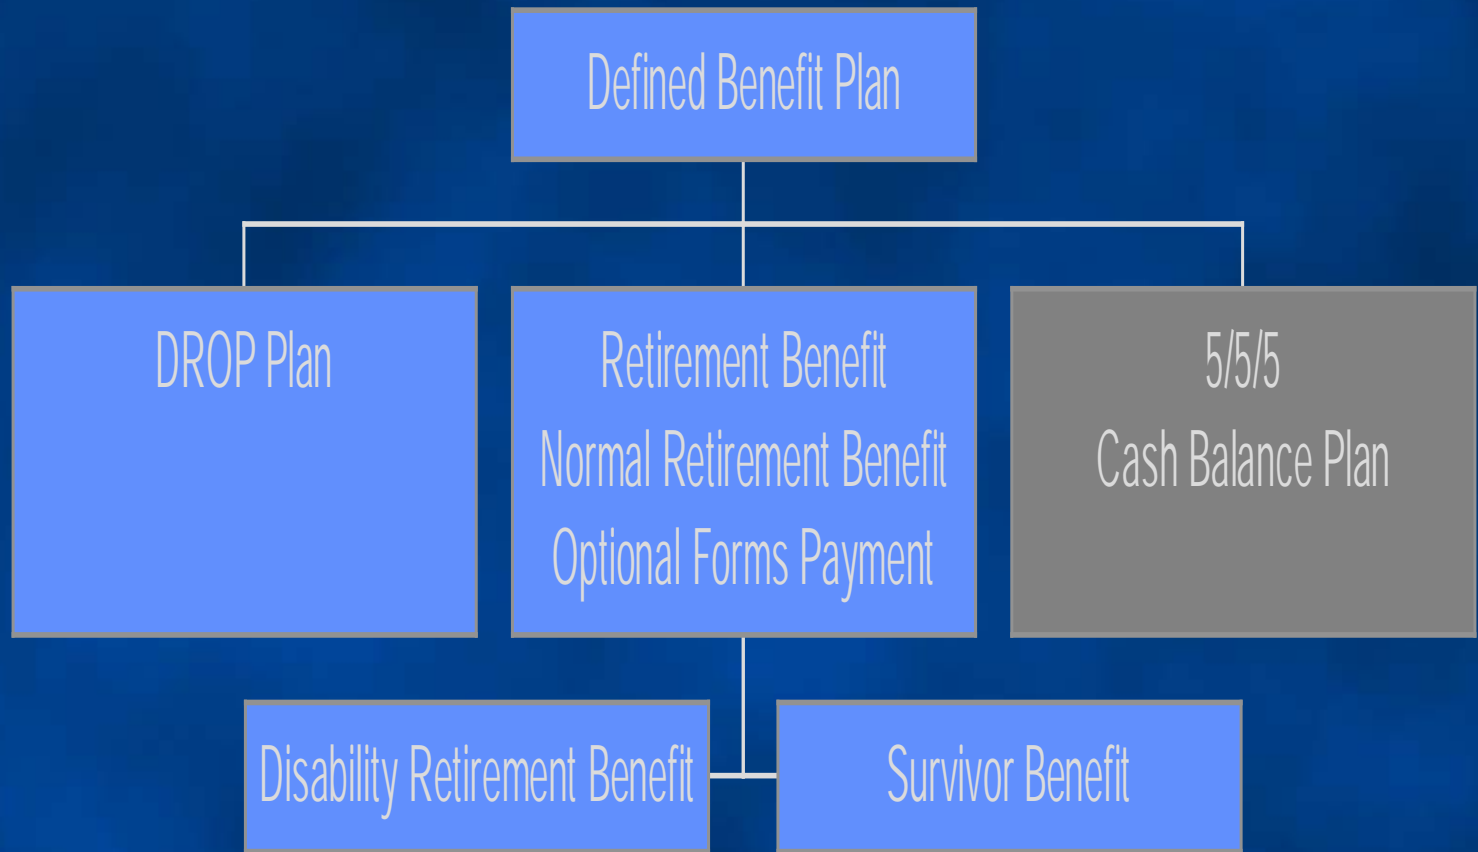 Defined Benefit Plan
DROP Plan
Retirement Benefit
Normal Retirement Benefit
Optional Forms Payment
5/5/5
Cash Balance Plan
Disability Retirement Benefit
Survivor Benefit